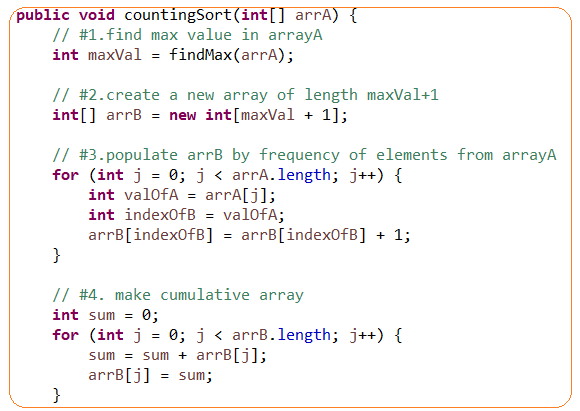 public void countingSort(int[] arrA) {
// #1.find max value in arrayA
int maxVal = findMax(arrA);
// #2.create a new array of length maxVal+1
int[] arrB = new int[maxVal + 1];
// #3.populate arrB by frequency of elements from arrayA
for (int j = 0; j < arrA.length; j++) {
int valOfA = arrA[j];
int indexOfB = valOfA;
arrB[indexOfB] = arrB[indexOfB] + 1;
}
// #4. make cumulative array
int sum = 0;
for (int j = 0; j < arrB.length; j++) {
sum = sum + arrB[j];
arrB[j] = sum;
}